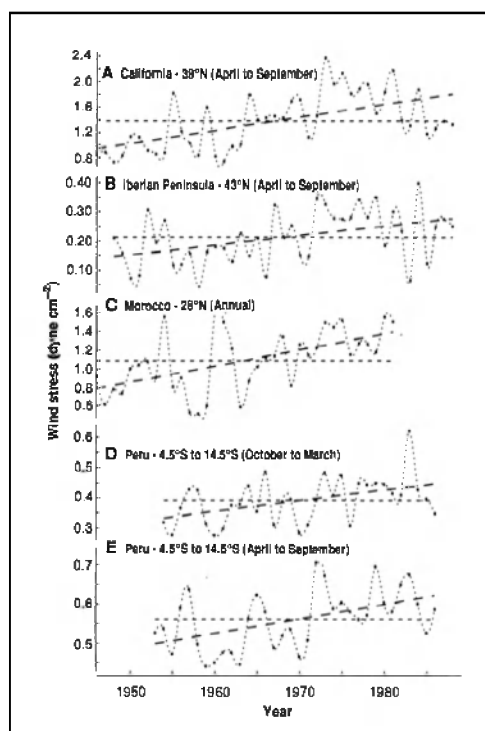 2.4
A California - 39°N (April to September)
2.0
1.6
1.2
0.8
0.40
B Iberian Peninsula - 43°N (April to September)
0.30
0.20
0.10
C Morocco - 28°N (Annual)
1.6
1.4
1.2
1.0
0.8
0.6
Wind stress (dyne cm⁻²)
0.6
D Peru - 4.5°S to 14.5°S (October to March)
0.5
0.4
0.3
E Peru - 4.5°S to 14.5°S (April to September)
0.7
0.6
0.5
1950 1960 1970 1980
Year